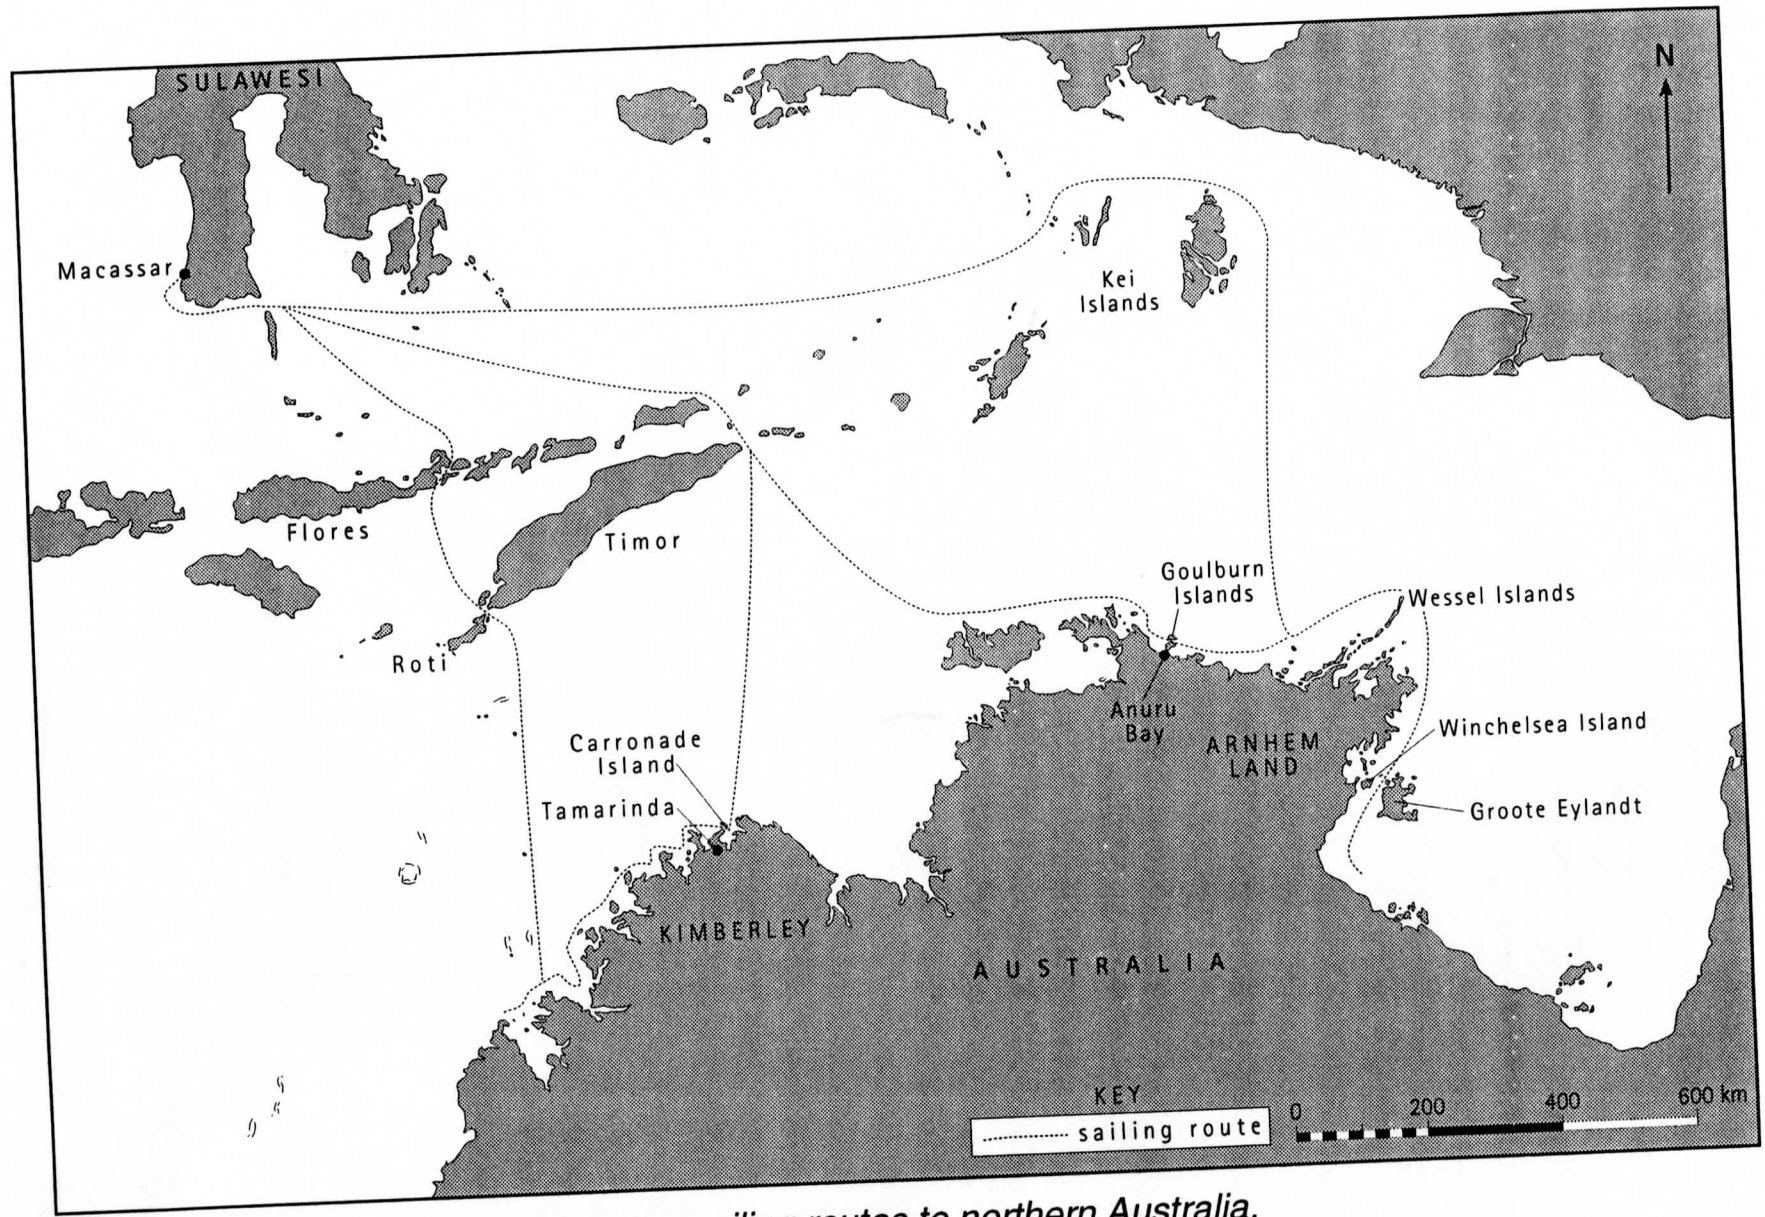 SULAWESI
N
Macassar
Kei
Islands
Flores
Timor
Goulburn
Islands
Wessel Islands
Roti
Anuru
Bay
ARNHEM
LAND
Winchelsea Island
Carronade
Island
Tamarinda
Groote Eylandt
KIMBERLEY
AUSTRALIA
KEY
sailing route
0 200 400 600 km
routes to northern Australia.